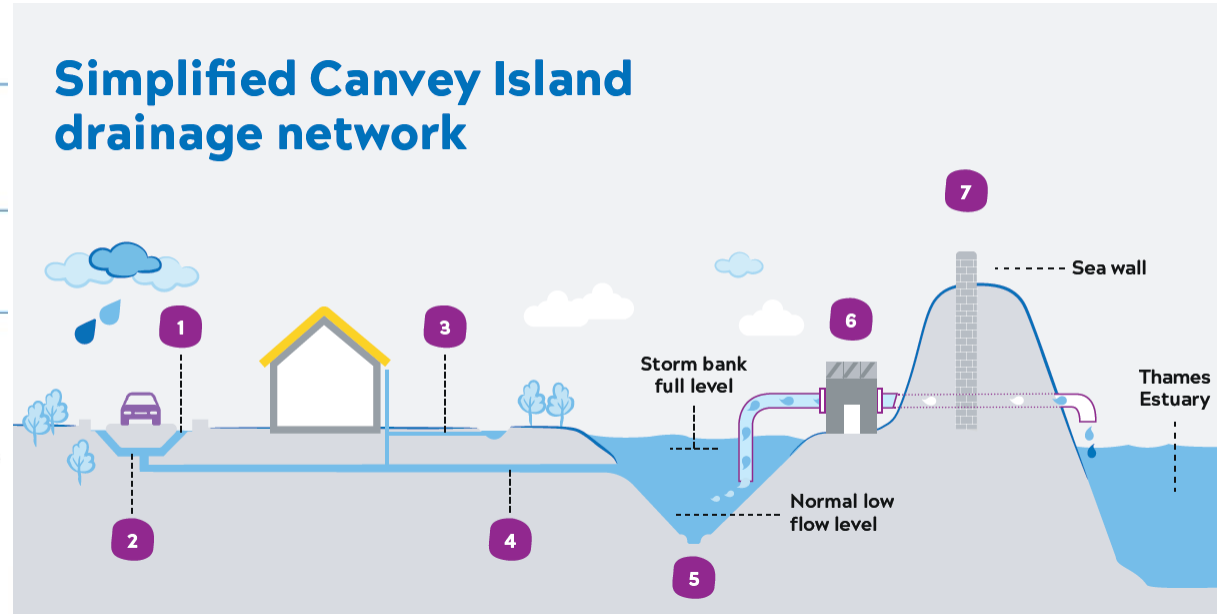 Simplified Canvey Island
drainage network
7
Sea wall
1
3
6
Storm bank
full level
Thames
Estuary
Normal low
flow level
2
4
5